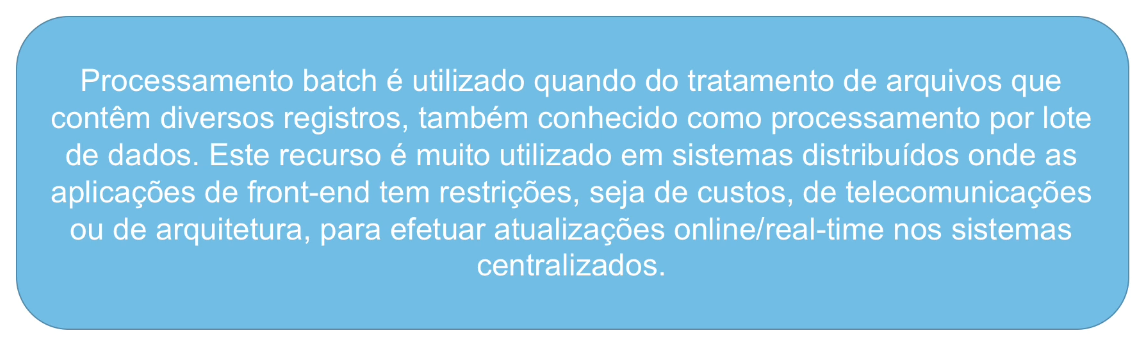 Processamento batch é utilizado quando do tratamento de arquivos que
contêm diversos registros, também conhecido como processamento por lote
de dados. Este recurso é muito utilizado em sistemas distribuídos onde as
aplicações de front-end tem restrições, seja de custos, de telecomunicações
ou de arquitetura, para efetuar atualizações online/real-time nos sistemas
centralizados.